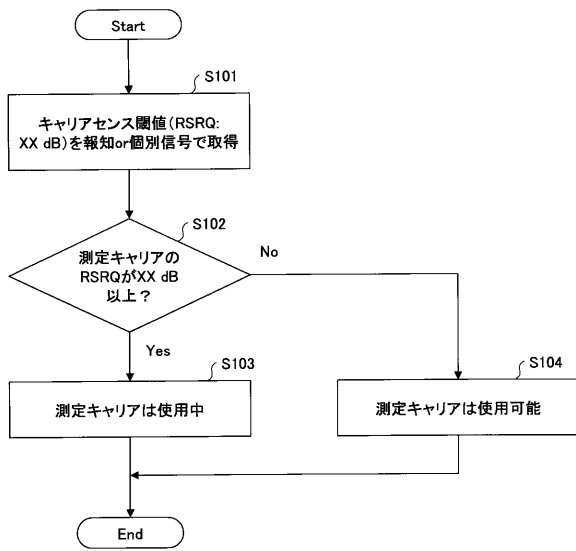 Start
S101
キャリアセンス閾値(RSRQ:
XX dB)を報知or個別信号で取得
S102
測定キャリアの
RSRQがXX dB
以上？
No
Yes
S103
測定キャリアは使用中
S104
測定キャリアは使用可能
End